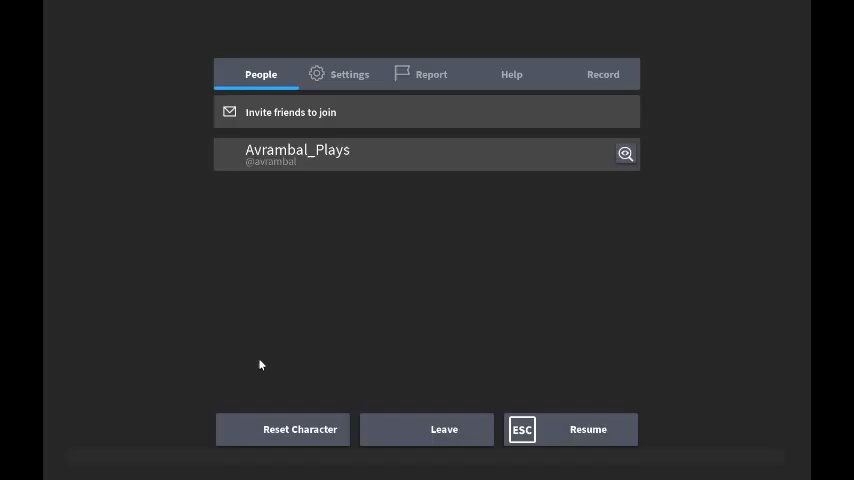 People
Settings
Report
Help
Record
Invite friends to join
Avrambal_Plays
@avrambal
Reset Character
Leave
ESC
Resume